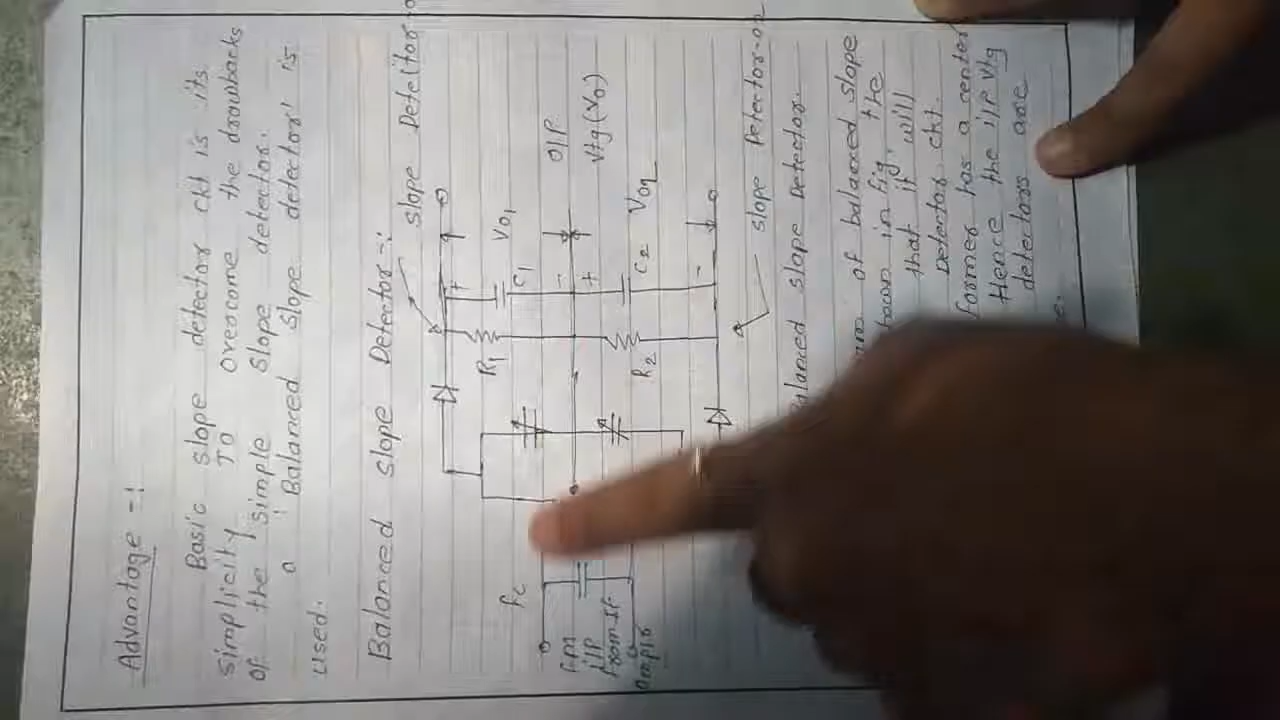 Advantage -:
Basic slope detector ckt is its
simplicity. To overcome the drawbacks
of the simple slope detector.
a 'Balanced slope detector' is
used.
Balanced slope Detector-:
slope Detector-
fc
R1
C1
V01
O/P
Vtg (Vo)
R2
C2
V02
FM
i/P
from IF
Amplr
slope Detector-02
Balanced slope Detector.
of balanced slope
in fig. the
that it will
Detector ckt.
former has a center
Hence the i/P Vtg
detectors are